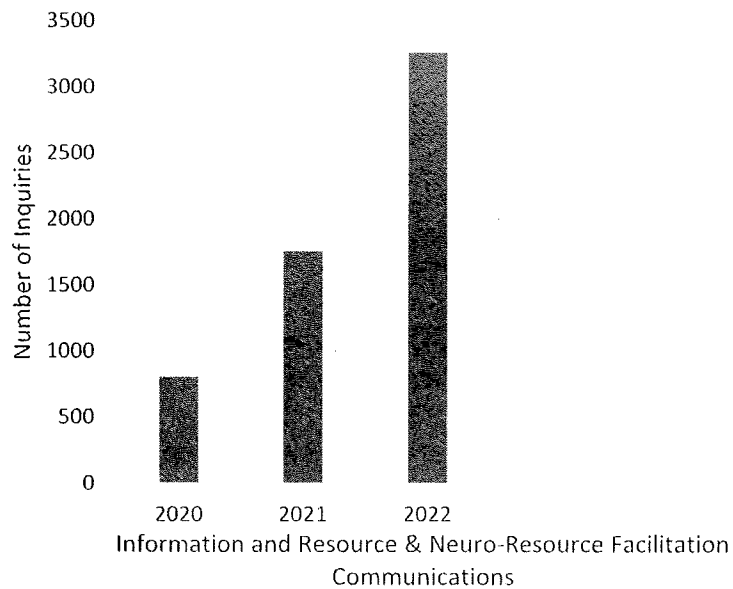 3500
3000
2500
2000
1500
1000
500
0
Number of Inquiries
2020 2021 2022
Information and Resource & Neuro-Resource Facilitation
Communications